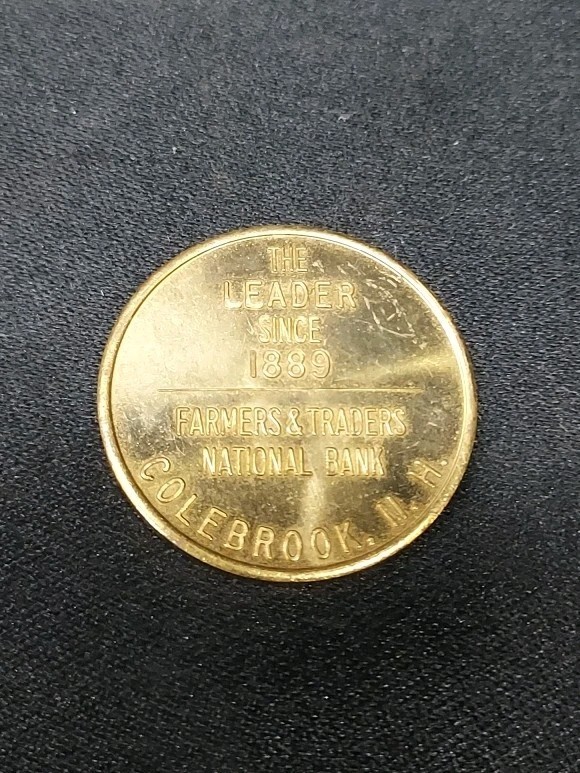 THE
LEADER
SINCE
1889
FARMERS & TRADERS
NATIONAL BANK
COLEBROOK, N. H.